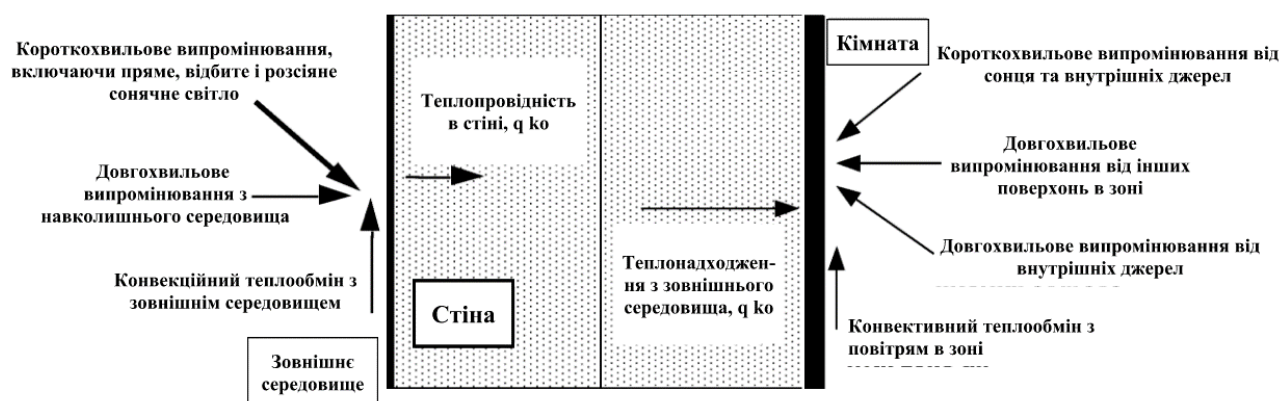 Короткохвильове випромінювання,
включаючи пряме, відбите і розсіяне
сонячне світло
Довгохвильове
випромінювання з
навколишнього середовища
Конвекційний теплообмін з
зовнішнім середовищем
Зовнішнє
середовище
Теплопровідність
в стіні, q ko
Стіна
Теплонадходжен-
ня з зовнішнього
середовища, q ko
Кімната
Короткохвильове випромінювання від
сонця та внутрішніх джерел
Довгохвильове
випромінювання від інших
поверхонь в зоні
Довгохвильове випромінювання від
внутрішніх джерел
Конвективний теплообмін з
повітрям в зоні